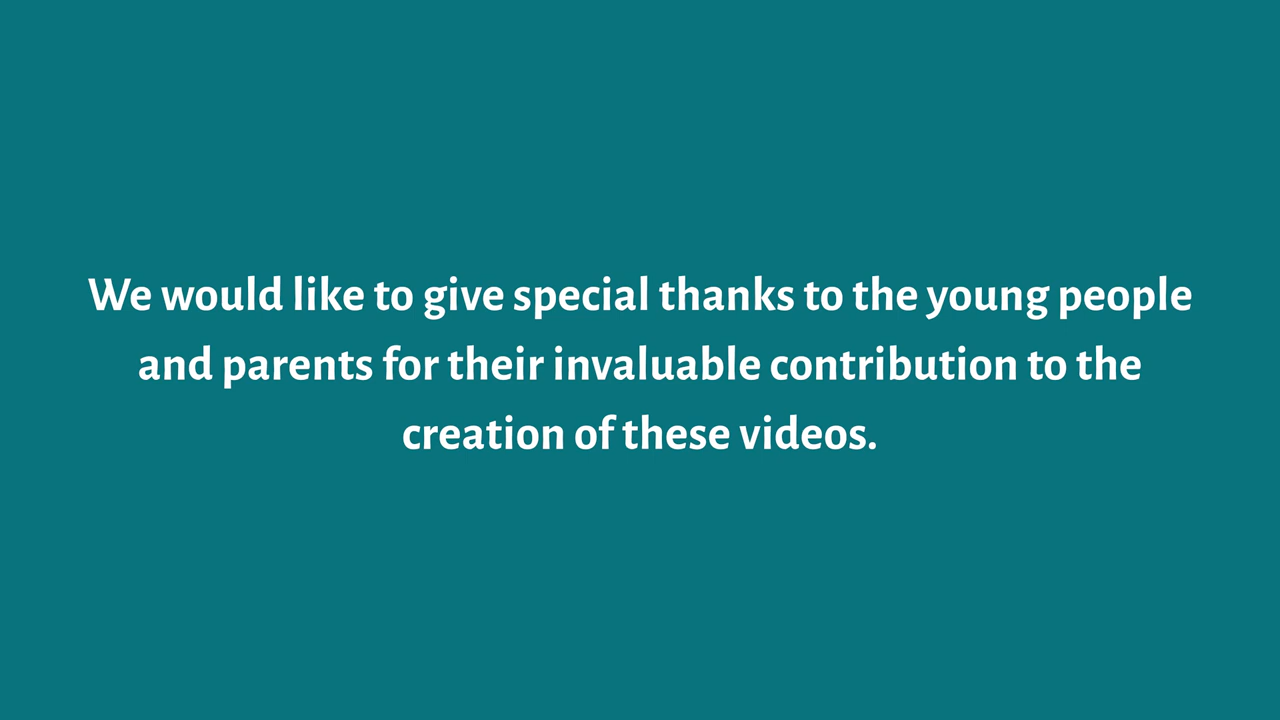 We would like to give special thanks to the young people
and parents for their invaluable contribution to the
creation of these videos.